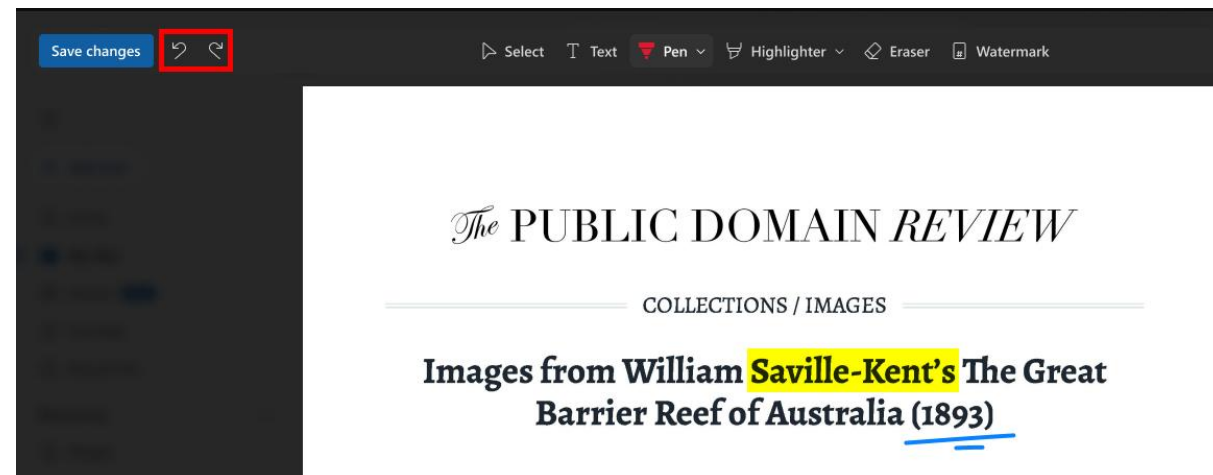 Save changes Select Text Pen Highlighter Eraser # Watermark
The PUBLIC DOMAIN REVIEW
COLLECTIONS / IMAGES
Images from William Saville-Kent’s The Great
Barrier Reef of Australia (1893)